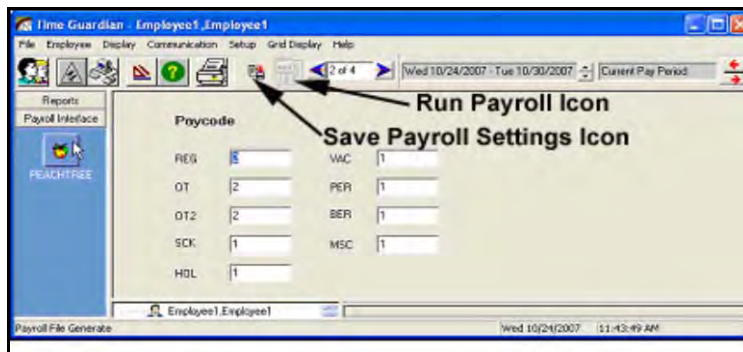 Time Guardian - Employee1 ,Employee1
File Employee Display Communication Setup Grid Display Help
2 of 4 Wed 10/24/2007 - Tue 10/30/2007 Current Pay Period
Run Payroll Icon
Save Payroll Settings Icon
Reports
Payroll Interface
PEACHTREE
Paycode
REG VAC 1
OT 2 PER 1
OT2 2 BER 1
SCK 1 MSC 1
HOL 1
Employee1,Employee1
Payroll File Generate Wed 10/24/2007 11:43:49 AM